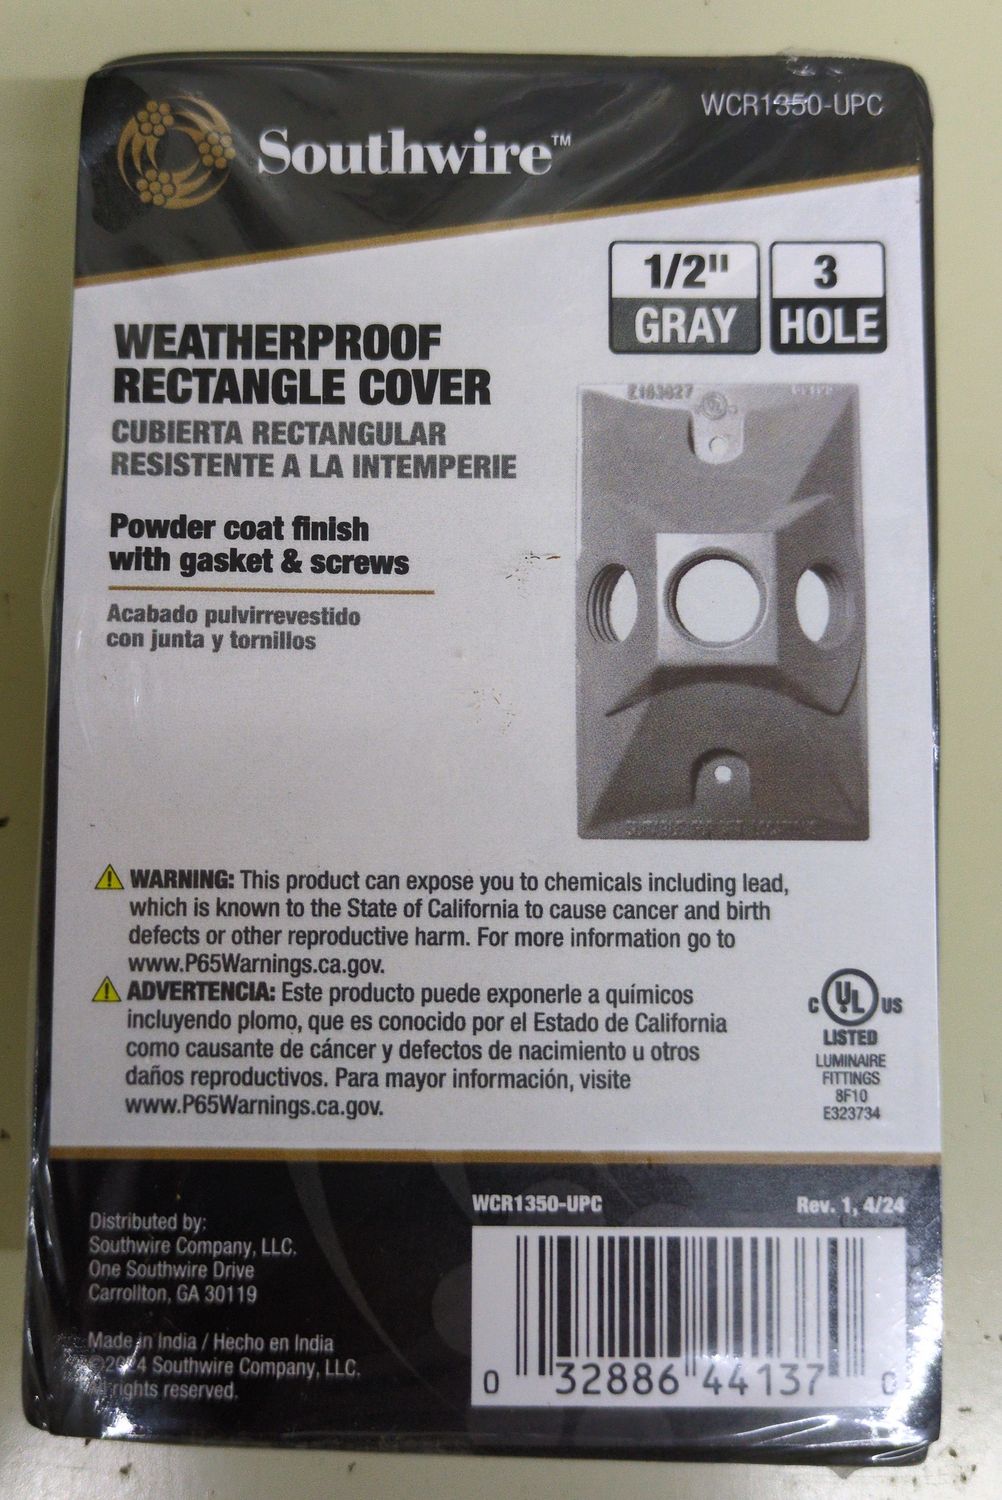 Southwire™
WCR1350-UPC
1/2"
GRAY
3
HOLE
WEATHERPROOF
RECTANGLE COVER
CUBIERTA RECTANGULAR
RESISTENTE A LA INTEMPERIE
Powder coat finish
with gasket & screws
Acabado pulvirrevestido
con junta y tornillos
E183027
UL
WARNING: This product can expose you to chemicals including lead,
which is known to the State of California to cause cancer and birth
defects or other reproductive harm. For more information go to
www.P65Warnings.ca.gov.
ADVERTENCIA: Este producto puede exponerle a químicos
incluyendo plomo, que es conocido por el Estado de California
como causante de cáncer y defectos de nacimiento u otros
daños reproductivos. Para mayor información, visite
www.P65Warnings.ca.gov.
C UL US
LISTED
LUMINAIRE
FITTINGS
8F10
E323734
Distributed by:
Southwire Company, LLC.
One Southwire Drive
Carrollton, GA 30119
Made in India / Hecho en India
©2024 Southwire Company, LLC.
rights reserved.
WCR1350-UPC
Rev. 1, 4/24
0 32886 44137 0